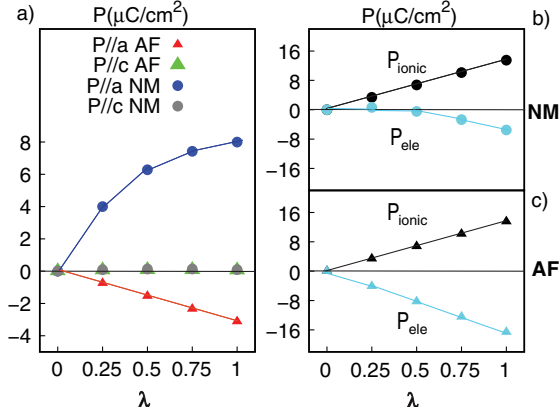 a)
P(μC/cm²)
P//a AF
P//c AF
P//a NM
P//c NM
8
6
4
2
0
−2
−4
0 0.25 0.5 0.75 1
λ
P(μC/cm²)
b)
16
8
0
−8
−16
P_ionic
P_ele
NM
c)
16
8
0
−8
−16
P_ionic
P_ele
AF
0 0.25 0.5 0.75 1
λ